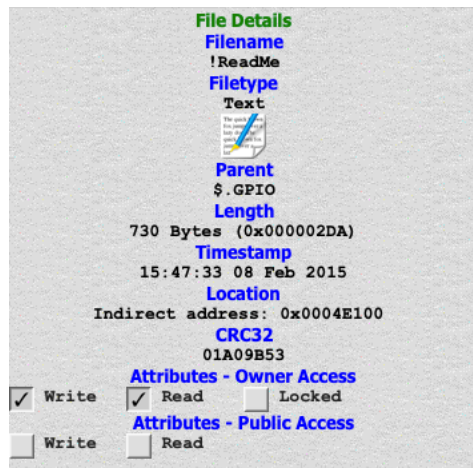 File Details
Filename
!ReadMe
Filetype
Text
Parent
$.GPIO
Length
730 Bytes (0x000002DA)
Timestamp
15:47:33 08 Feb 2015
Location
Indirect address: 0x0004E100
CRC32
01A09B53
Attributes - Owner Access
Write Read Locked
Attributes - Public Access
Write Read